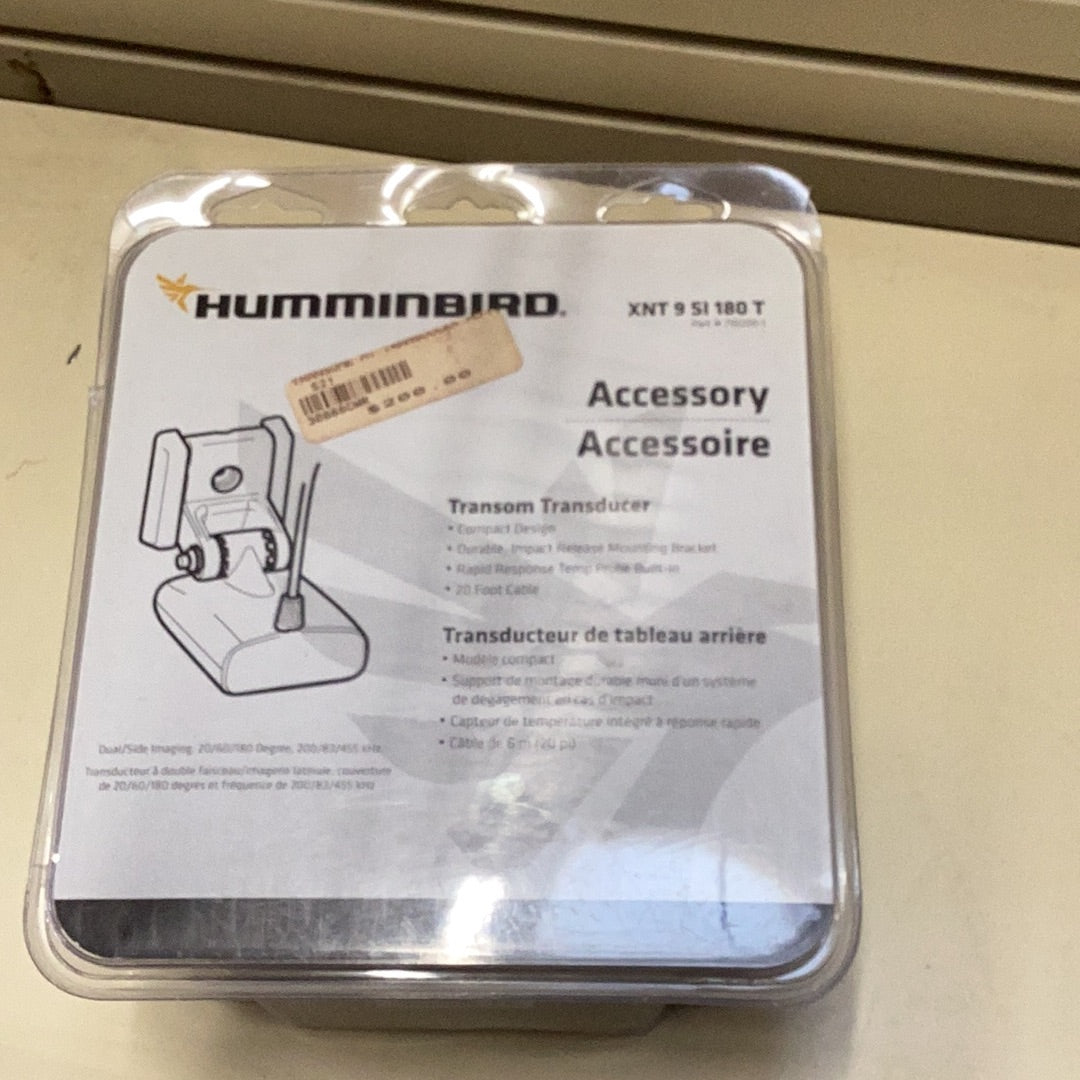 HUMMINBIRD.
XNT 9 SI 180 T
621
$200.00
Accessory
Accessoire
Transom Transducer
• Compact Design
• Durable, Impact Release Mounting Bracket
• Rapid Response Temp Probe Built-in
• 20 Foot Cable
Transducteur de tableau arrière
• Modèle compact
• Support de montage durable muni d'un système
de dégagement en cas d'impact
• Capteur de température intégré à réponse rapide
• Câble de 6 m (20 pi)
Dual/Side Imaging, 20/60/180 Degree, 200/83/455 kHz
Transducteur à double faisceau/imagerie latérale, couverture
de 20/60/180 degrés et fréquence de 200/83/455 kHz